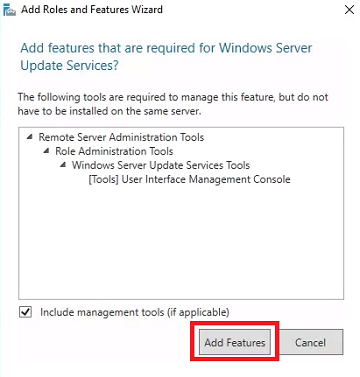 Add Roles and Features Wizard
Add features that are required for Windows Server
Update Services?
The following tools are required to manage this feature, but do not
have to be installed on the same server.
Remote Server Administration Tools
Role Administration Tools
Windows Server Update Services Tools
[Tools] User Interface Management Console
Include management tools (if applicable)
Add Features
Cancel